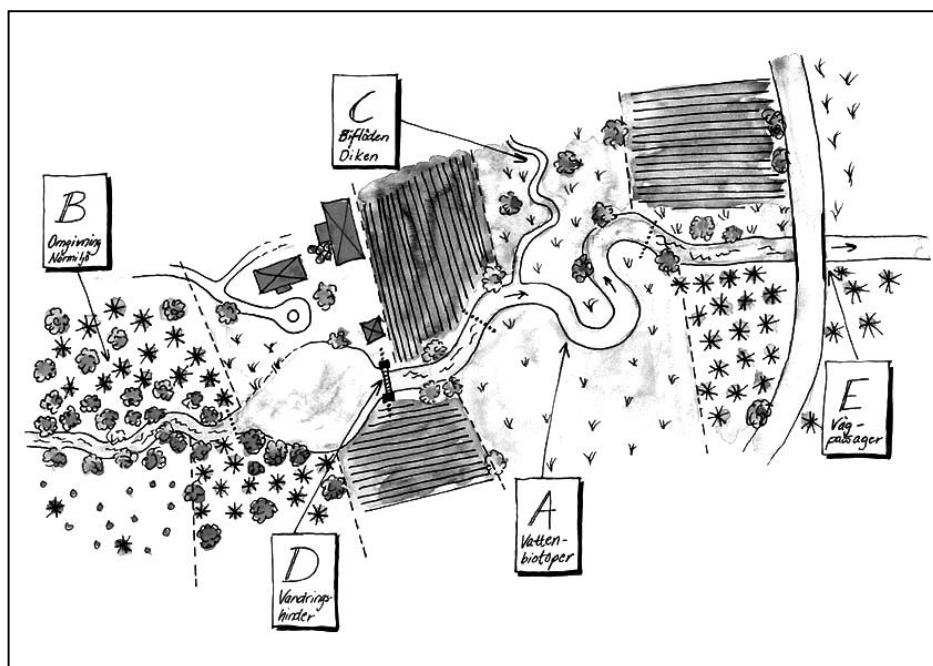 C
Biflöden
Diken
B
Omgivning
Närmiljö
E
Väg-
passager
A
Vatten-
biotoper
D
Vandrings-
hinder